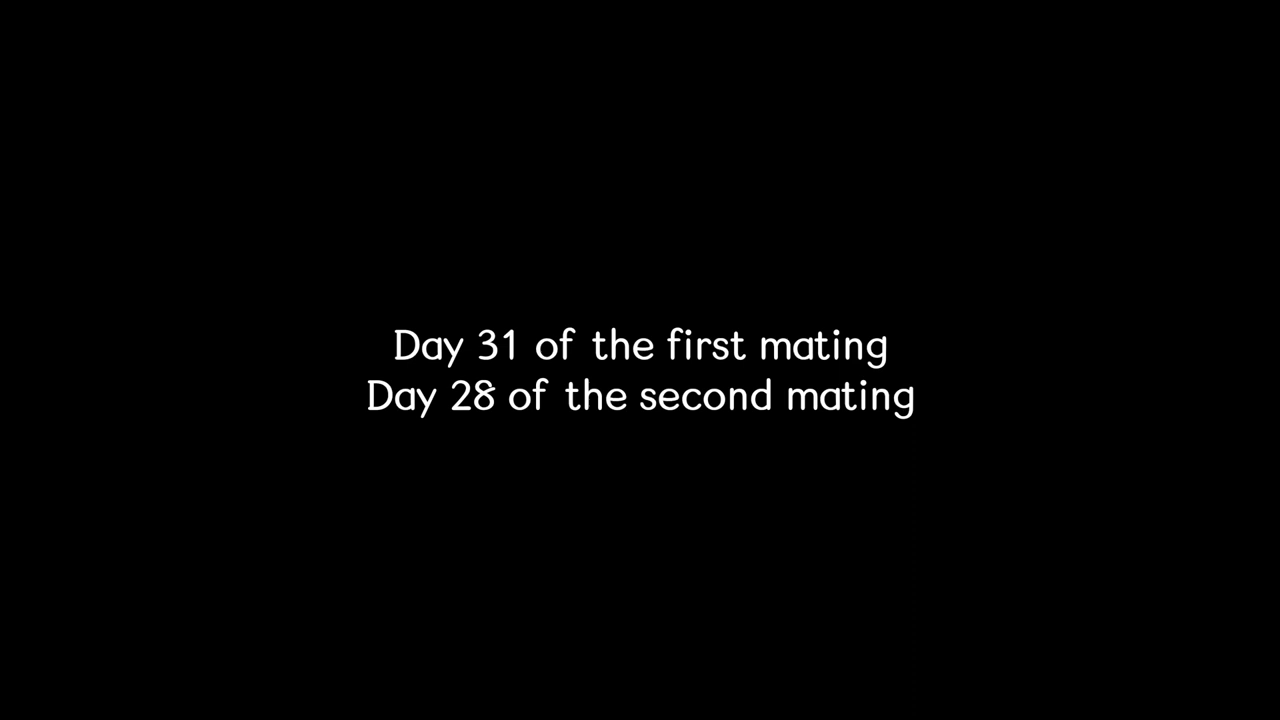 Day 31 of the first mating
Day 28 of the second mating